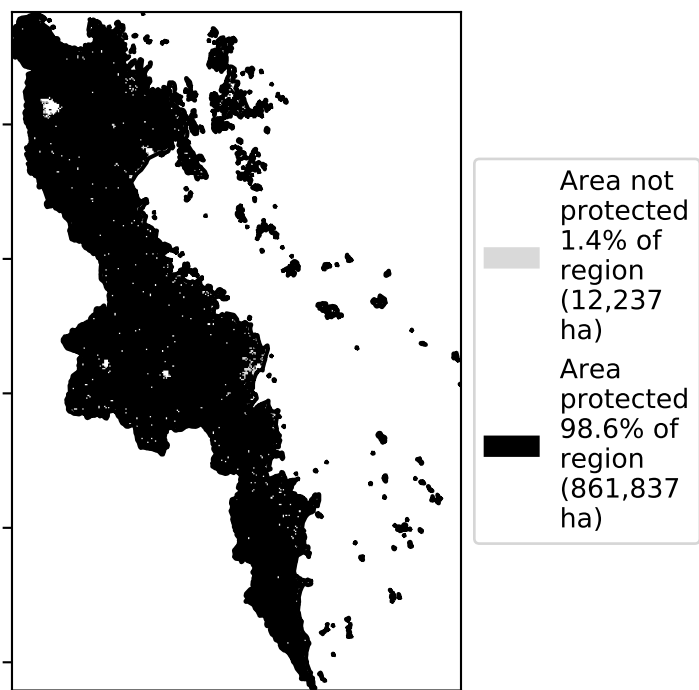 Area not
protected
1.4% of
region
(12,237
ha)
Area
protected
98.6% of
region
(861,837
ha)